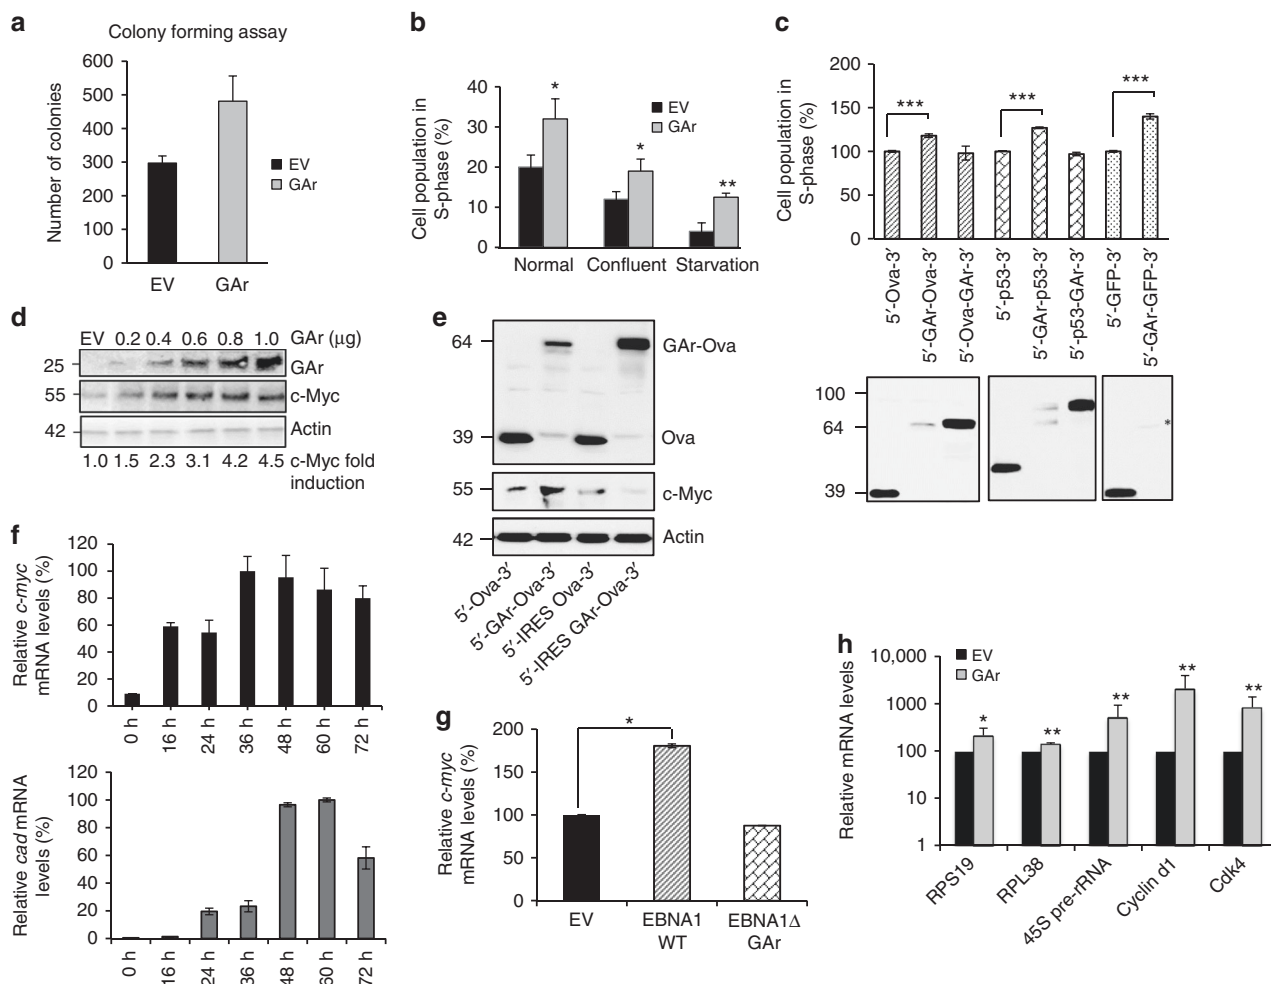 a
Colony forming assay
Number of colonies
600
500
400
300
200
100
0
EV
GAr
EV
GAr
b
Cell population in
S-phase (%)
40
30
20
10
0
*
*
**
EV
GAr
Normal
Confluent
Starvation
c
Cell population in
S-phase (%)
200
150
100
50
0
***
***
***
5′-Ova-3′
5′-GAr-Ova-3′
5′-Ova-GAr-3′
5′-p53-3′
5′-GAr-p53-3′
5′-p53-GAr-3′
5′-GFP-3′
5′-GAr-GFP-3′
100
64
39
*
d
EV 0.2 0.4 0.6 0.8 1.0 GAr (μg)
25 GAr
55 c-Myc
42 Actin
1.0 1.5 2.3 3.1 4.2 4.5 c-Myc fold
induction
e
64 GAr-Ova
39 Ova
55 c-Myc
42 Actin
5′-Ova-3′
5′-GAr-Ova-3′
5′-IRES Ova-3′
5′-IRES GAr-Ova-3′
f
Relative c-myc
mRNA levels (%)
120
100
80
60
40
20
0
0 h
16 h
24 h
36 h
48 h
60 h
72 h
Relative cad mRNA
levels (%)
120
100
80
60
40
20
0
0 h
16 h
24 h
36 h
48 h
60 h
72 h
g
Relative c-myc
mRNA levels (%)
200
150
100
50
0
*
EV
EBNA1
WT
EBNA1Δ
GAr
h
Relative mRNA levels
10,000
1000
100
10
1
EV
GAr
*
**
**
**
**
RPS19
RPL38
45S pre-rRNA
Cyclin d1
Cdk4